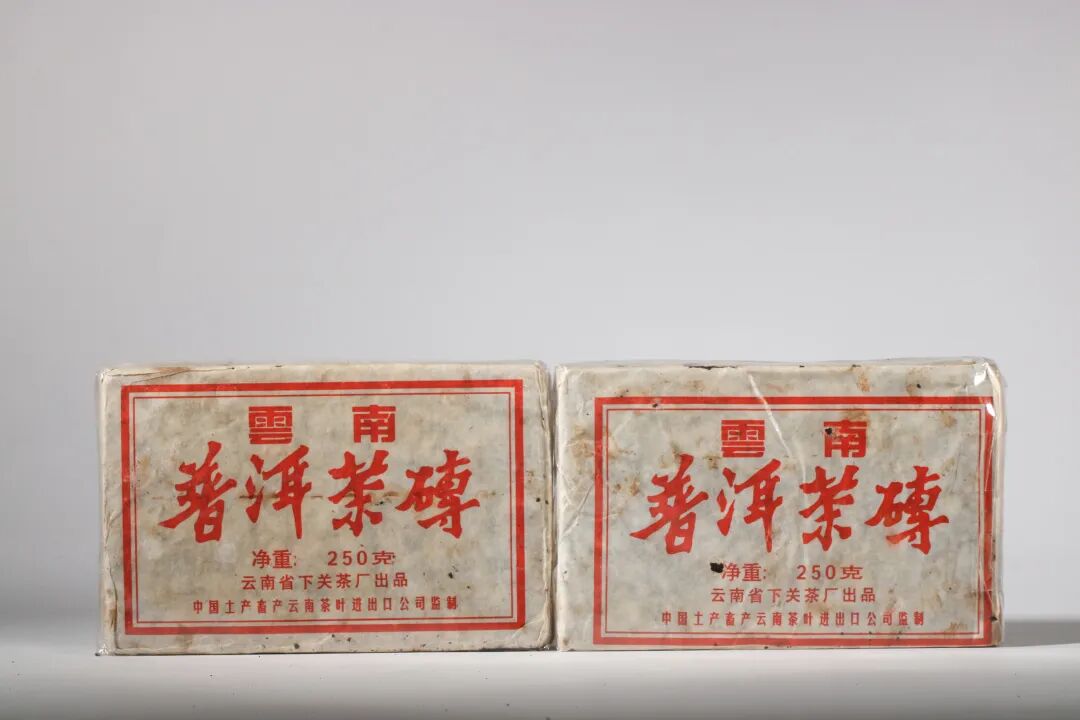 雲南
普洱茶磚
净重: 250克
云南省下关茶厂出品
中国土产畜产云南茶叶进出口公司监制
雲南
普洱茶磚
净重: 250克
云南省下关茶厂出品
中国土产畜产云南茶叶进出口公司监制